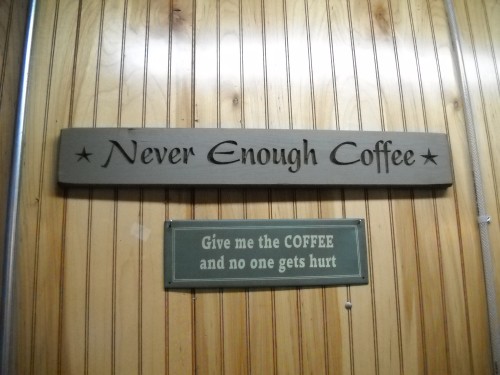 Never Enough Coffee
Give me the COFFEE
and no one gets hurt